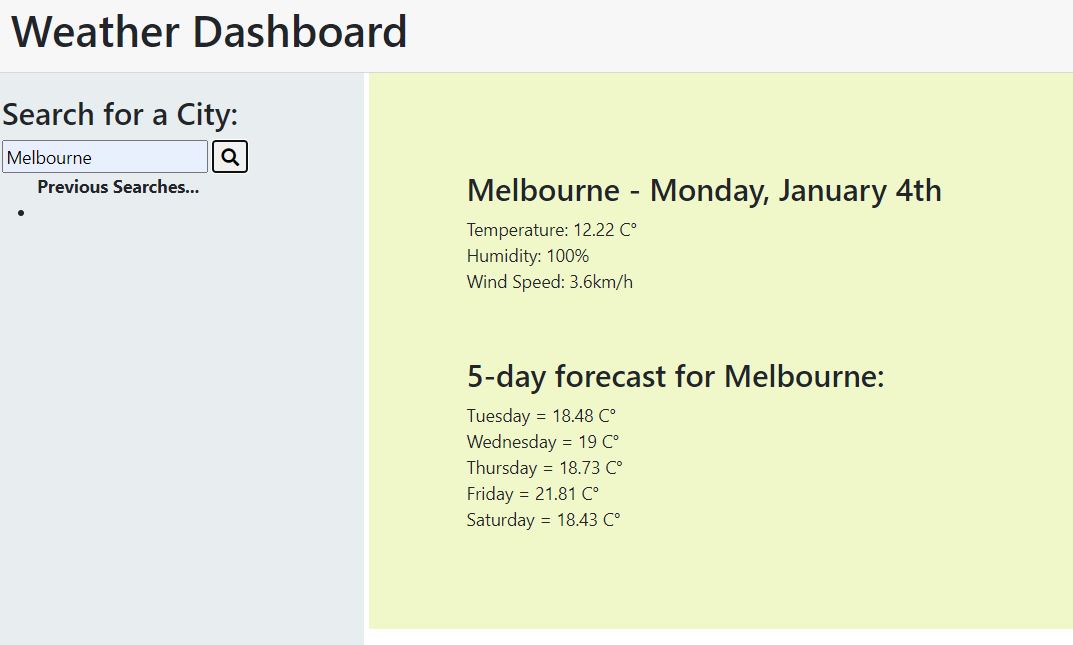 Weather Dashboard
Search for a City:
Melbourne
Previous Searches...
Melbourne - Monday, January 4th
Temperature: 12.22 C°
Humidity: 100%
Wind Speed: 3.6km/h
5-day forecast for Melbourne:
Tuesday = 18.48 C°
Wednesday = 19 C°
Thursday = 18.73 C°
Friday = 21.81 C°
Saturday = 18.43 C°